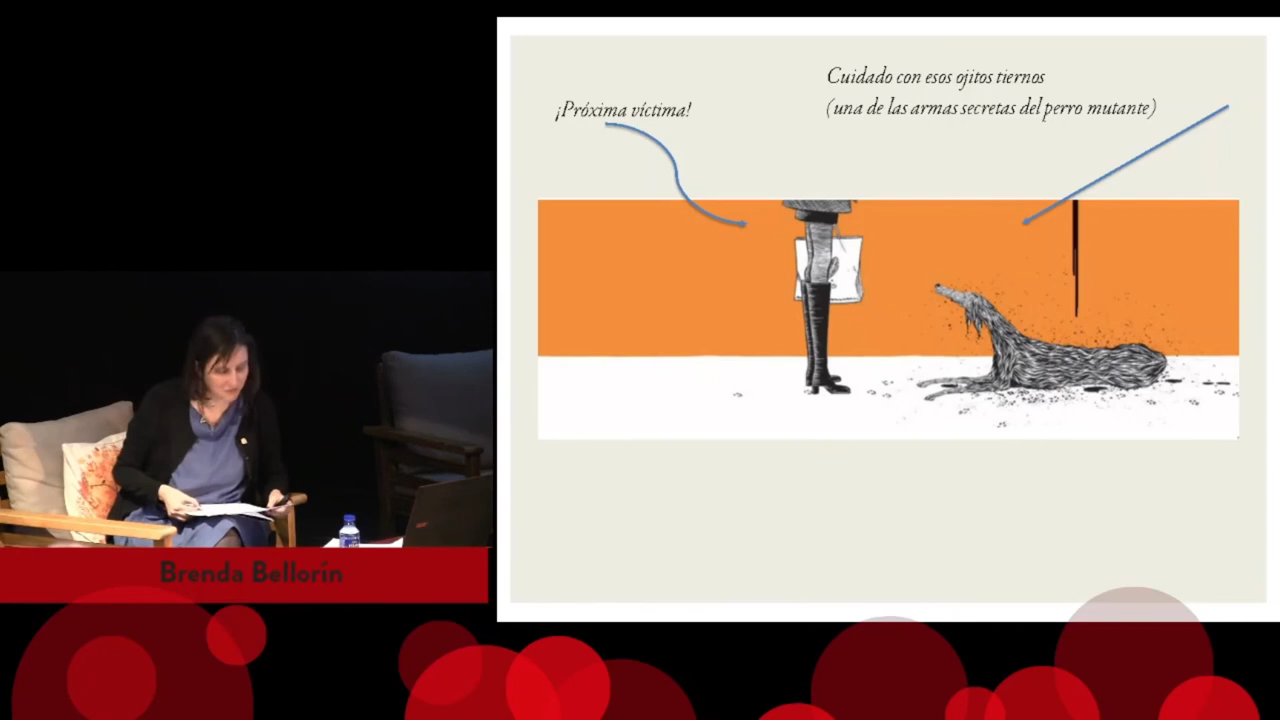 ¡Próxima víctima!
Cuidado con esos ojitos tiernos
(una de las armas secretas del perro mutante)
Brenda Bellorín